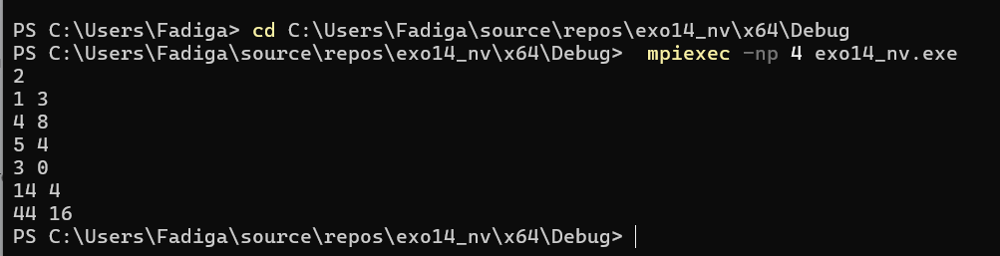 PS C:\Users\Fadiga> cd C:\Users\Fadiga\source\repos\exo14_nv\x64\Debug
PS C:\Users\Fadiga\source\repos\exo14_nv\x64\Debug>  mpiexec -np 4 exo14_nv.exe
2
1 3
4 8
5 4
3 0
14 4
44 16
PS C:\Users\Fadiga\source\repos\exo14_nv\x64\Debug>